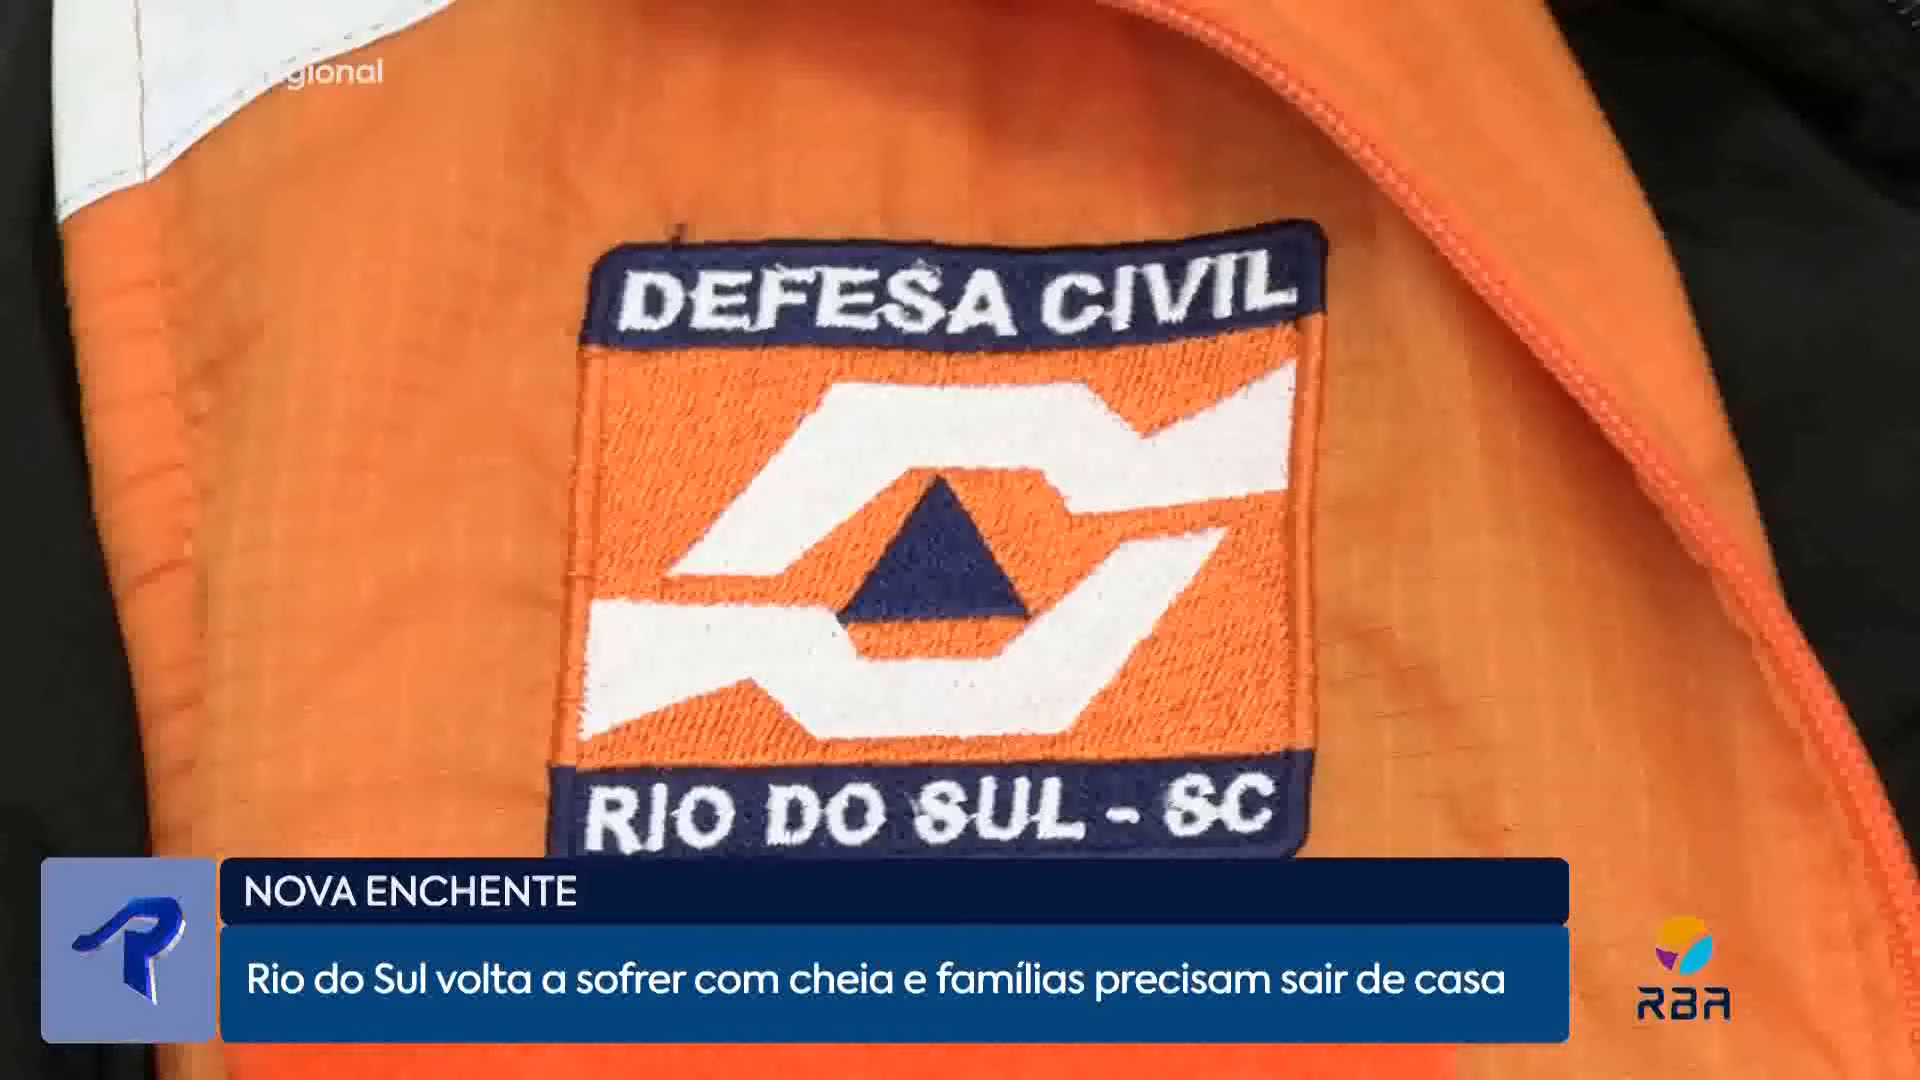 gional
DEFESA CIVIL
RIO DO SUL - SC
NOVA ENCHENTE
Rio do Sul volta a sofrer com cheia e famílias precisam sair de casa
RBA